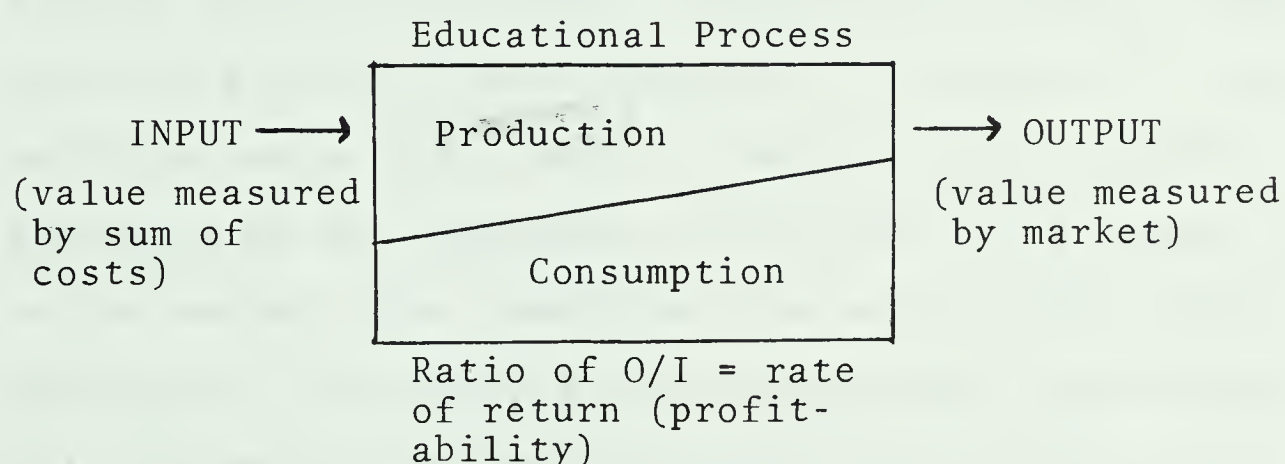 Educational Process
INPUT
(value measured
by sum of
costs)
Production
Consumption
OUTPUT
(value measured
by market)
Ratio of O/I = rate
of return (profit-
ability)